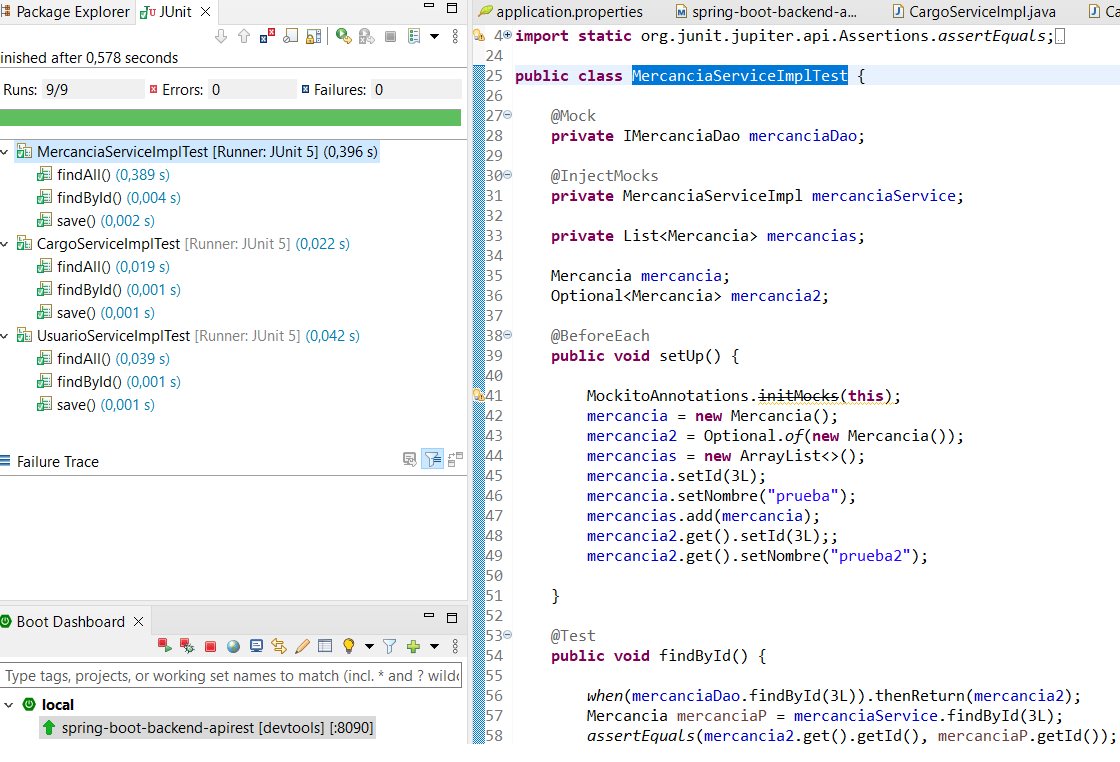 Package Explorer
JUnit
inished after 0,578 seconds
Runs: 9/9
Errors: 0
Failures: 0
MercanciaServiceImplTest [Runner: JUnit 5] (0,396 s)
findAll() (0,389 s)
findById() (0,004 s)
save() (0,002 s)
CargoServiceImplTest [Runner: JUnit 5] (0,022 s)
findAll() (0,019 s)
findById() (0,001 s)
save() (0,001 s)
UsuarioServiceImplTest [Runner: JUnit 5] (0,042 s)
findAll() (0,039 s)
findById() (0,001 s)
save() (0,001 s)
Failure Trace
Boot Dashboard
Type tags, projects, or working set names to match (incl. * and ? wildc
local
spring-boot-backend-apirest [devtools] [:8090]
application.properties
spring-boot-backend-a...
CargoServiceImpl.java
Ca
4 import static org.junit.jupiter.api.Assertions.assertEquals;
24
25 public class MercanciaServiceImplTest {
26
27 @Mock
28 private IMercanciaDao mercanciaDao;
29
30 @InjectMocks
31 private MercanciaServiceImpl mercanciaService;
32
33 private List<Mercancia> mercancias;
34
35 Mercancia mercancia;
36 Optional<Mercancia> mercancia2;
37
38 @BeforeEach
39 public void setUp() {
40
41 MockitoAnnotations.initMocks(this);
42 mercancia = new Mercancia();
43 mercancia2 = Optional.of(new Mercancia());
44 mercancias = new ArrayList<>();
45 mercancia.setId(3L);
46 mercancia.setNombre("prueba");
47 mercancias.add(mercancia);
48 mercancia2.get().setId(3L);;
49 mercancia2.get().setNombre("prueba2");
50
51 }
52
53 @Test
54 public void findById() {
55
56 when(mercanciaDao.findById(3L)).thenReturn(mercancia2);
57 Mercancia mercanciaP = mercanciaService.findById(3L);
58 assertEquals(mercancia2.get().getId(), mercanciaP.getId());